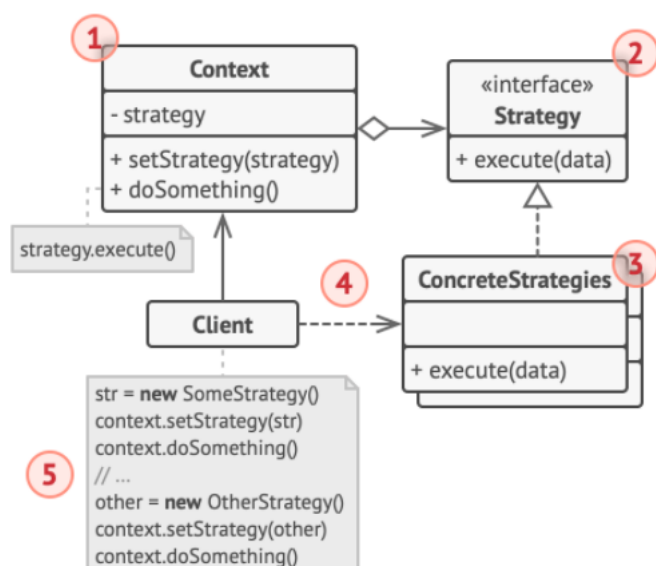 1
Context
- strategy
+ setStrategy(strategy)
+ doSomething()
strategy.execute()
2
«interface»
Strategy
+ execute(data)
3
ConcreteStrategies
+ execute(data)
4
Client
5
str = new SomeStrategy()
context.setStrategy(str)
context.doSomething()
// ...
other = new OtherStrategy()
context.setStrategy(other)
context.doSomething()